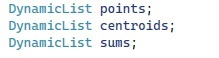 DynamicList points;
DynamicList centroids;
DynamicList sums;